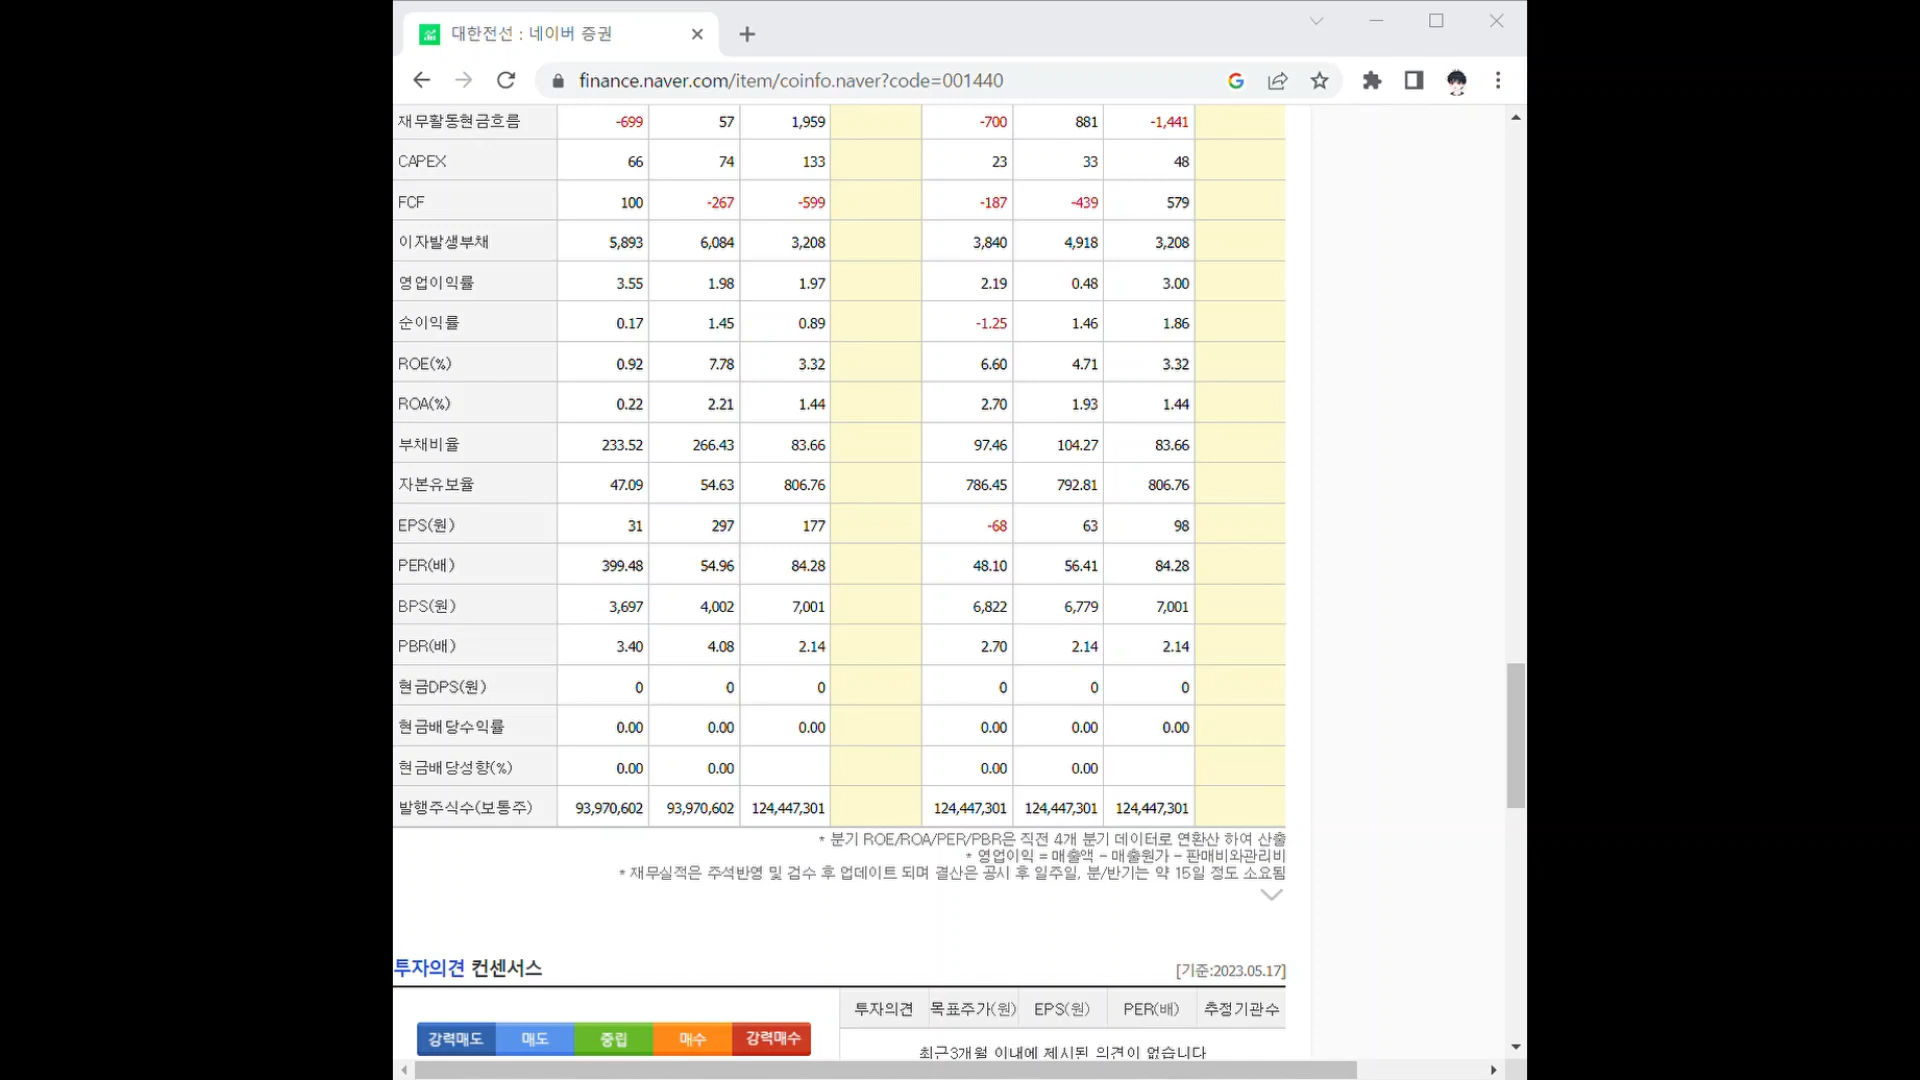 대한전선 : 네이버 증권
finance.naver.com/item/coinfo.naver?code=001440
재무활동현금흐름 -699 57 1,959 -700 881 -1,441
CAPEX 66 74 133 23 33 48
FCF 100 -267 -599 -187 -439 579
이자발생부채 5,893 6,084 3,208 3,840 4,918 3,208
영업이익률 3.55 1.98 1.97 2.19 0.48 3.00
순이익률 0.17 1.45 0.89 -1.25 1.46 1.86
ROE(%) 0.92 7.78 3.32 6.60 4.71 3.32
ROA(%) 0.22 2.21 1.44 2.70 1.93 1.44
부채비율 233.52 266.43 83.66 97.46 104.27 83.66
자본유보율 47.09 54.63 806.76 786.45 792.81 806.76
EPS(원) 31 297 177 -68 63 98
PER(배) 399.48 54.96 84.28 48.10 56.41 84.28
BPS(원) 3,697 4,002 7,001 6,822 6,779 7,001
PBR(배) 3.40 4.08 2.14 2.70 2.14 2.14
현금DPS(원) 0 0 0 0 0 0
현금배당수익률 0.00 0.00 0.00 0.00 0.00 0.00
현금배당성향(%) 0.00 0.00 0.00 0.00
발행주식수(보통주) 93,970,602 93,970,602 124,447,301 124,447,301 124,447,301 124,447,301
* 분기 ROE/ROA/PER/PBR은 직전 4개 분기 데이터로 연환산 하여 산출
* 영업이익 = 매출액 - 매출원가 - 판매비와관리비
* 재무실적은 주석반영 및 검수 후 업데이트 되며 결산은 공시 후 일주일, 분/반기는 약 15일 정도 소요됨
투자의견 컨센서스 [기준:2023.05.17]
투자의견 목표주가(원) EPS(원) PER(배) 추정기관수
강력매도 매도 중립 매수 강력매수
최근3개월 이내에 제시된 의견이 없습니다